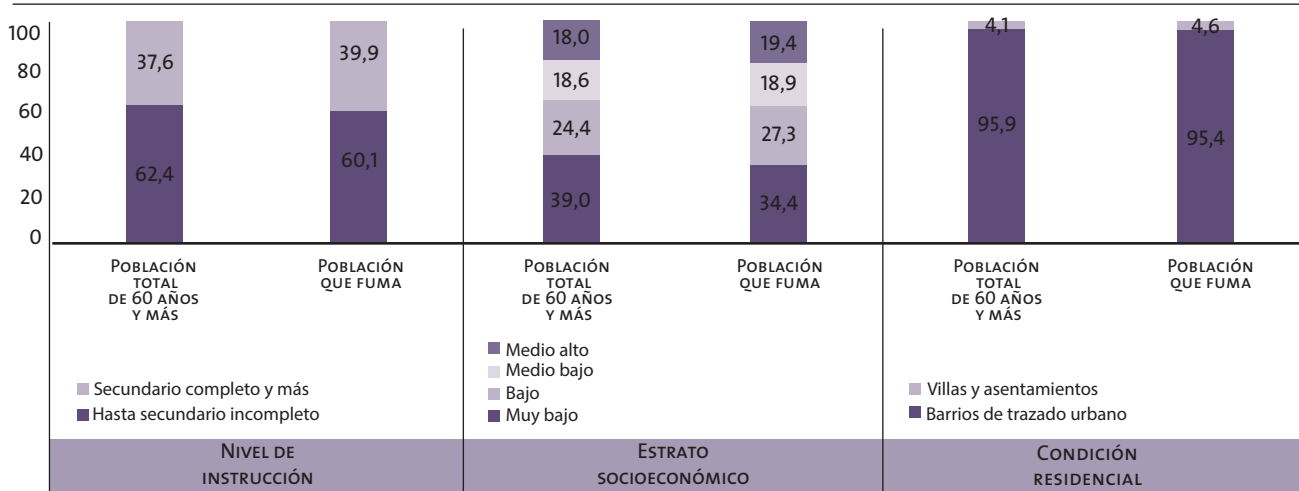 100
80
60
40
20
0
37,6
62,4
39,9
60,1
18,0
18,6
24,4
39,0
19,4
18,9
27,3
34,4
4,1
95,9
4,6
95,4
Población
total
de 60 años
y más
Población
que fuma
Población
total
de 60 años
y más
Población
que fuma
Población
total
de 60 años
y más
Población
que fuma
Secundario completo y más
Hasta secundario incompleto
Medio alto
Medio bajo
Bajo
Muy bajo
Villas y asentamientos
Barrios de trazado urbano
Nivel de
instrucción
Estrato
socioeconómico
Condición
residencial